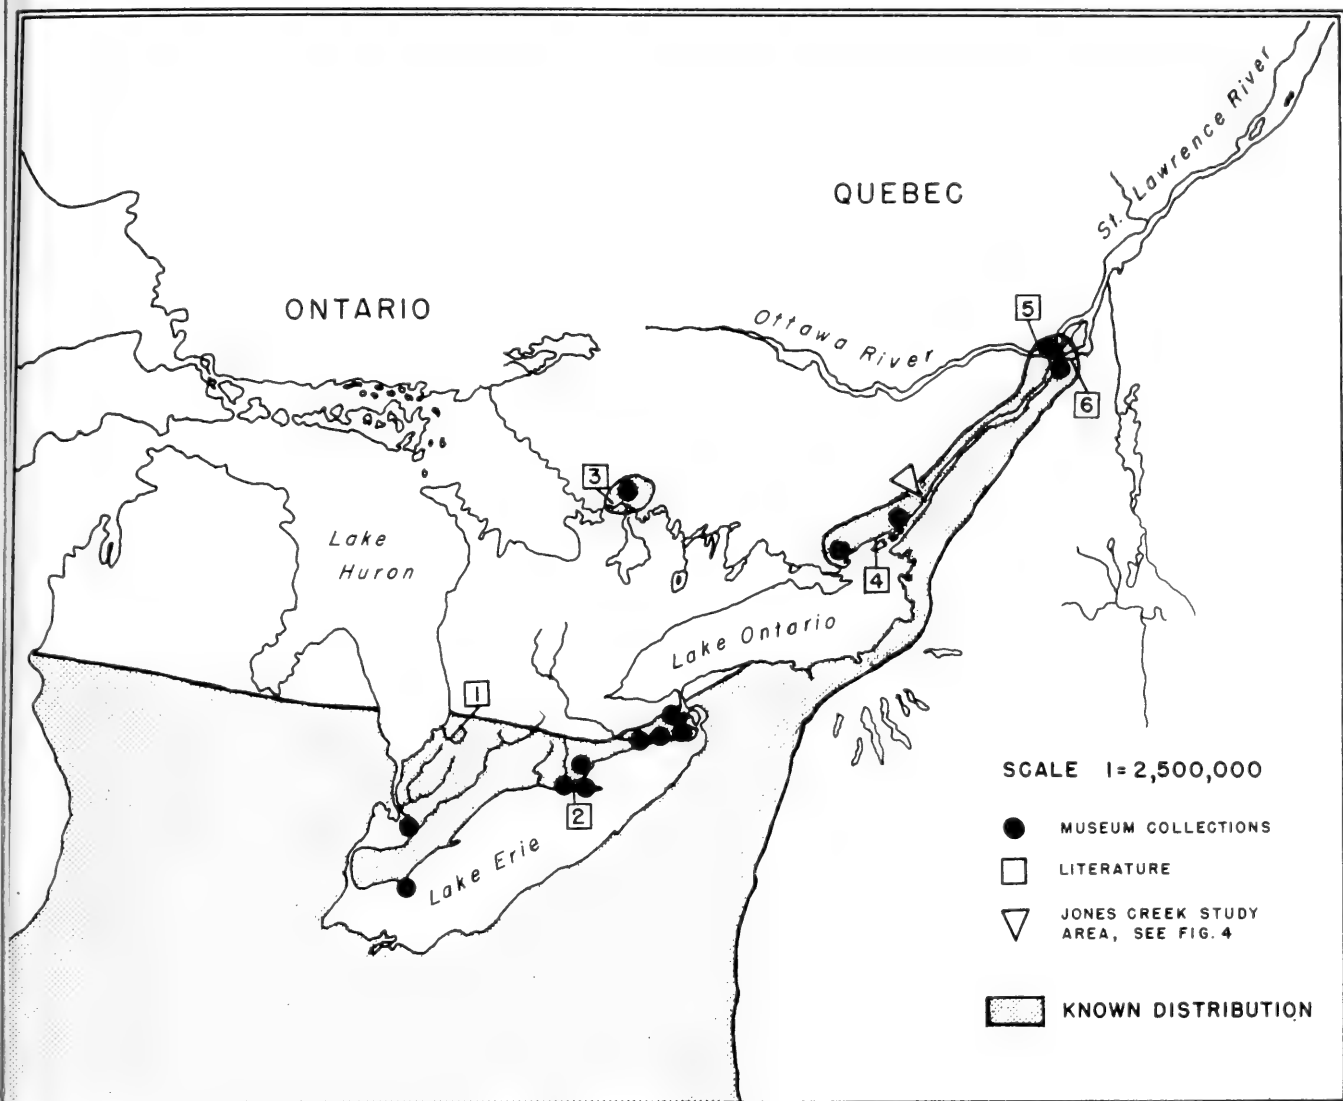 St. Lawrence River
QUEBEC
ONTARIO
5
Ottawa River
6
3
Lake
Huron
4
Lake Ontario
1
2
Lake Erie
SCALE 1=2,500,000
MUSEUM COLLECTIONS
LITERATURE
JONES CREEK STUDY
AREA, SEE FIG. 4
KNOWN DISTRIBUTION